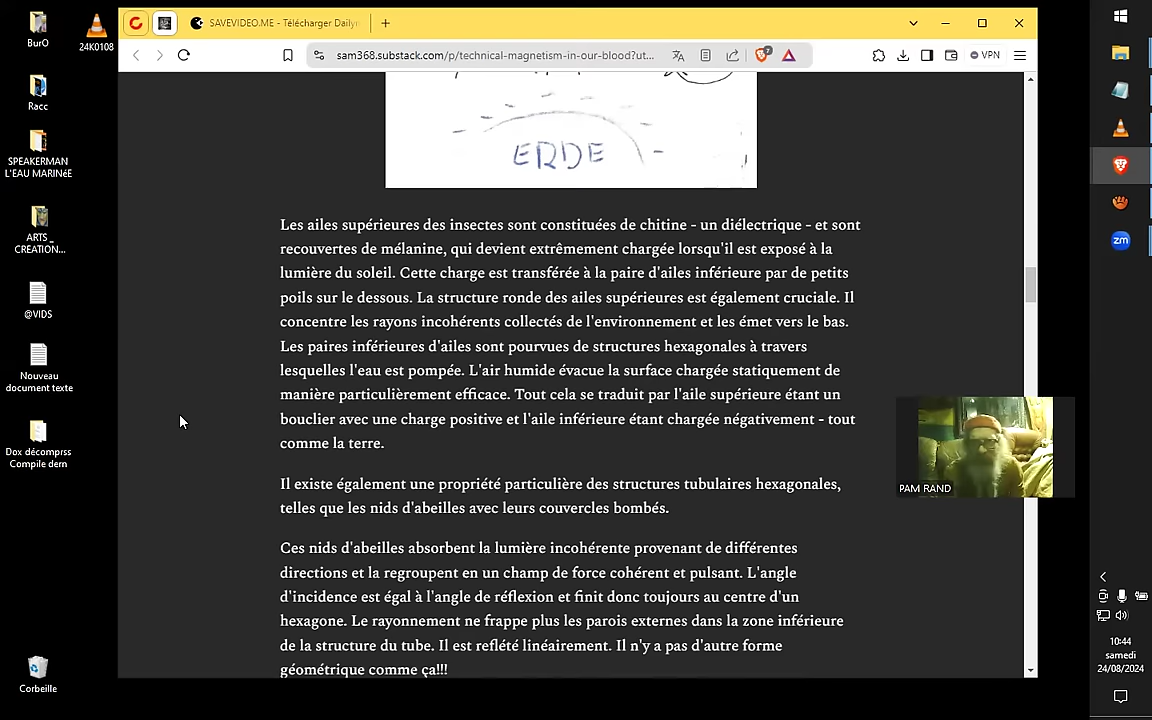 BurO
24K0108
Racc
SPEAKERMAN
L'EAU MARINéE
ARTS _
CREATION...
@VIDS
Nouveau
document texte
Dox décomprss
Compile dern
Corbeille
SAVEVIDEO.ME - Télécharger Dailyn
sam368.substack.com/p/technical-magnetism-in-our-blood?ut...
VPN
ERDE
Les ailes supérieures des insectes sont constituées de chitine - un diélectrique - et sont
recouvertes de mélanine, qui devient extrêmement chargée lorsqu'il est exposé à la
lumière du soleil. Cette charge est transférée à la paire d'ailes inférieure par de petits
poils sur le dessous. La structure ronde des ailes supérieures est également cruciale. Il
concentre les rayons incohérents collectés de l'environnement et les émet vers le bas.
Les paires inférieures d'ailes sont pourvues de structures hexagonales à travers
lesquelles l'eau est pompée. L'air humide évacue la surface chargée statiquement de
manière particulièrement efficace. Tout cela se traduit par l'aile supérieure étant un
bouclier avec une charge positive et l'aile inférieure étant chargée négativement - tout
comme la terre.
Il existe également une propriété particulière des structures tubulaires hexagonales,
telles que les nids d'abeilles avec leurs couvercles bombés.
Ces nids d'abeilles absorbent la lumière incohérente provenant de différentes
directions et la regroupent en un champ de force cohérent et pulsant. L'angle
d'incidence est égal à l'angle de réflexion et finit donc toujours au centre d'un
hexagone. Le rayonnement ne frappe plus les parois externes dans la zone inférieure
de la structure du tube. Il est reflété linéairement. Il n'y a pas d'autre forme
géométrique comme ça!!!
PAM RAND
zm
10:44
samedi
24/08/2024